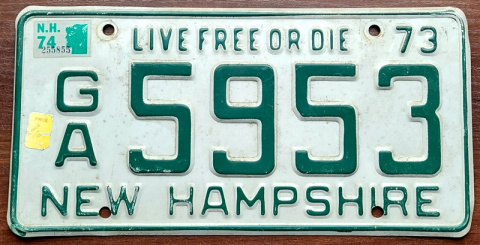 N.H.
74
255855
LIVE FREE OR DIE 73
GA 5953
NEW HAMPSHIRE